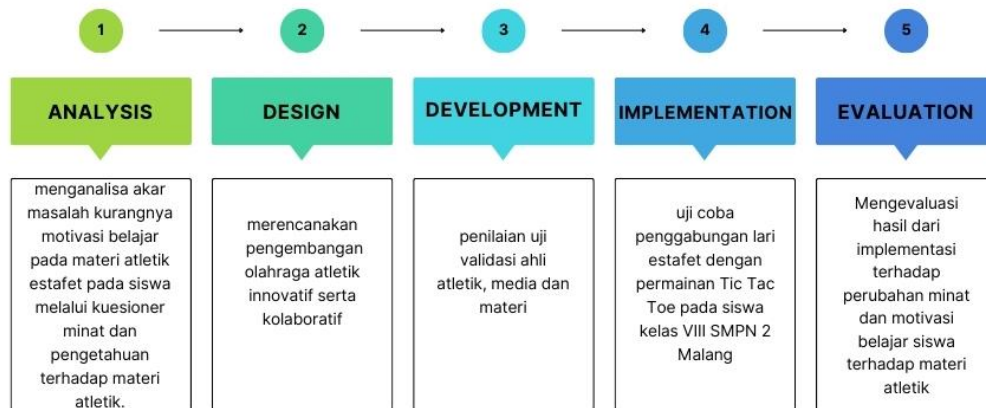 1
2
3
4
5
ANALYSIS
DESIGN
DEVELOPMENT
IMPLEMENTATION
EVALUATION
menganalisa akar
masalah kurangnya
motivasi belajar
pada materi atletik
estafet pada siswa
melalui kuesioner
minat dan
pengetahuan
terhadap materi
atletik.
merencanakan
pengembangan
olahraga atletik
innovatif serta
kolaboratif
penilaian uji
validasi ahli
atletik, media dan
materi
uji coba
penggabungan lari
estafet dengan
permainan Tic Tac
Toe pada siswa
kelas VIII SMPN 2
Malang
Mengevaluasi
hasil dari
implementasi
terhadap
perubahan minat
dan motivasi
belajar siswa
terhadap materi
atletik